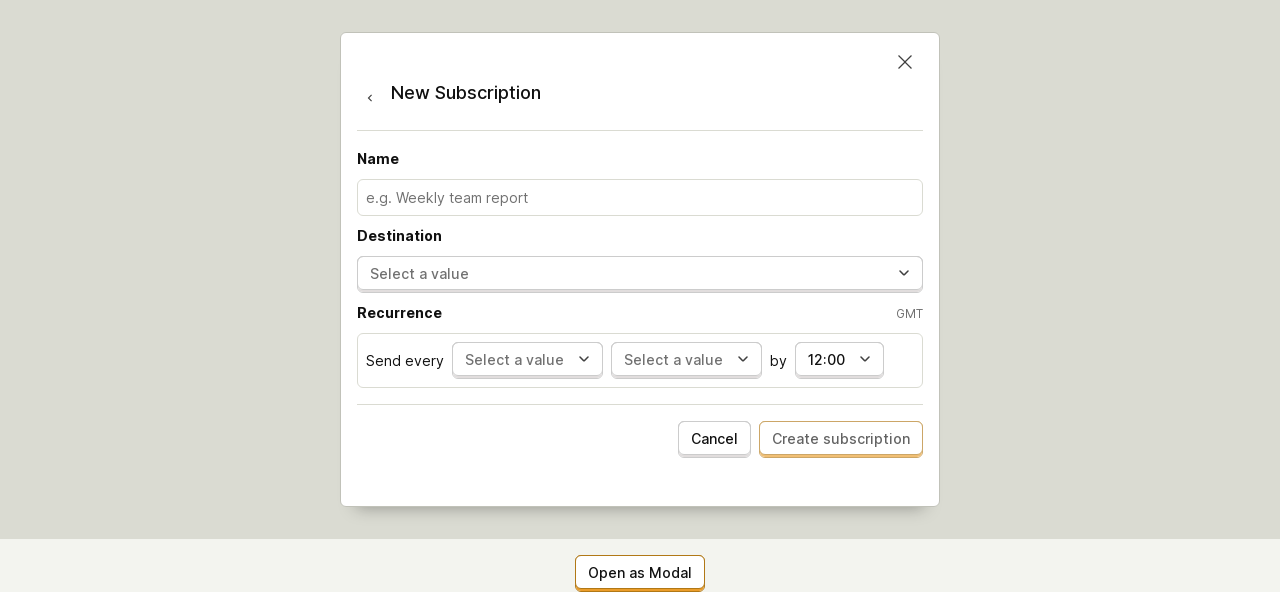 New Subscription
Name
e.g. Weekly team report
Destination
Select a value
Recurrence GMT
Send every Select a value Select a value by 12:00
Cancel Create subscription
Open as Modal